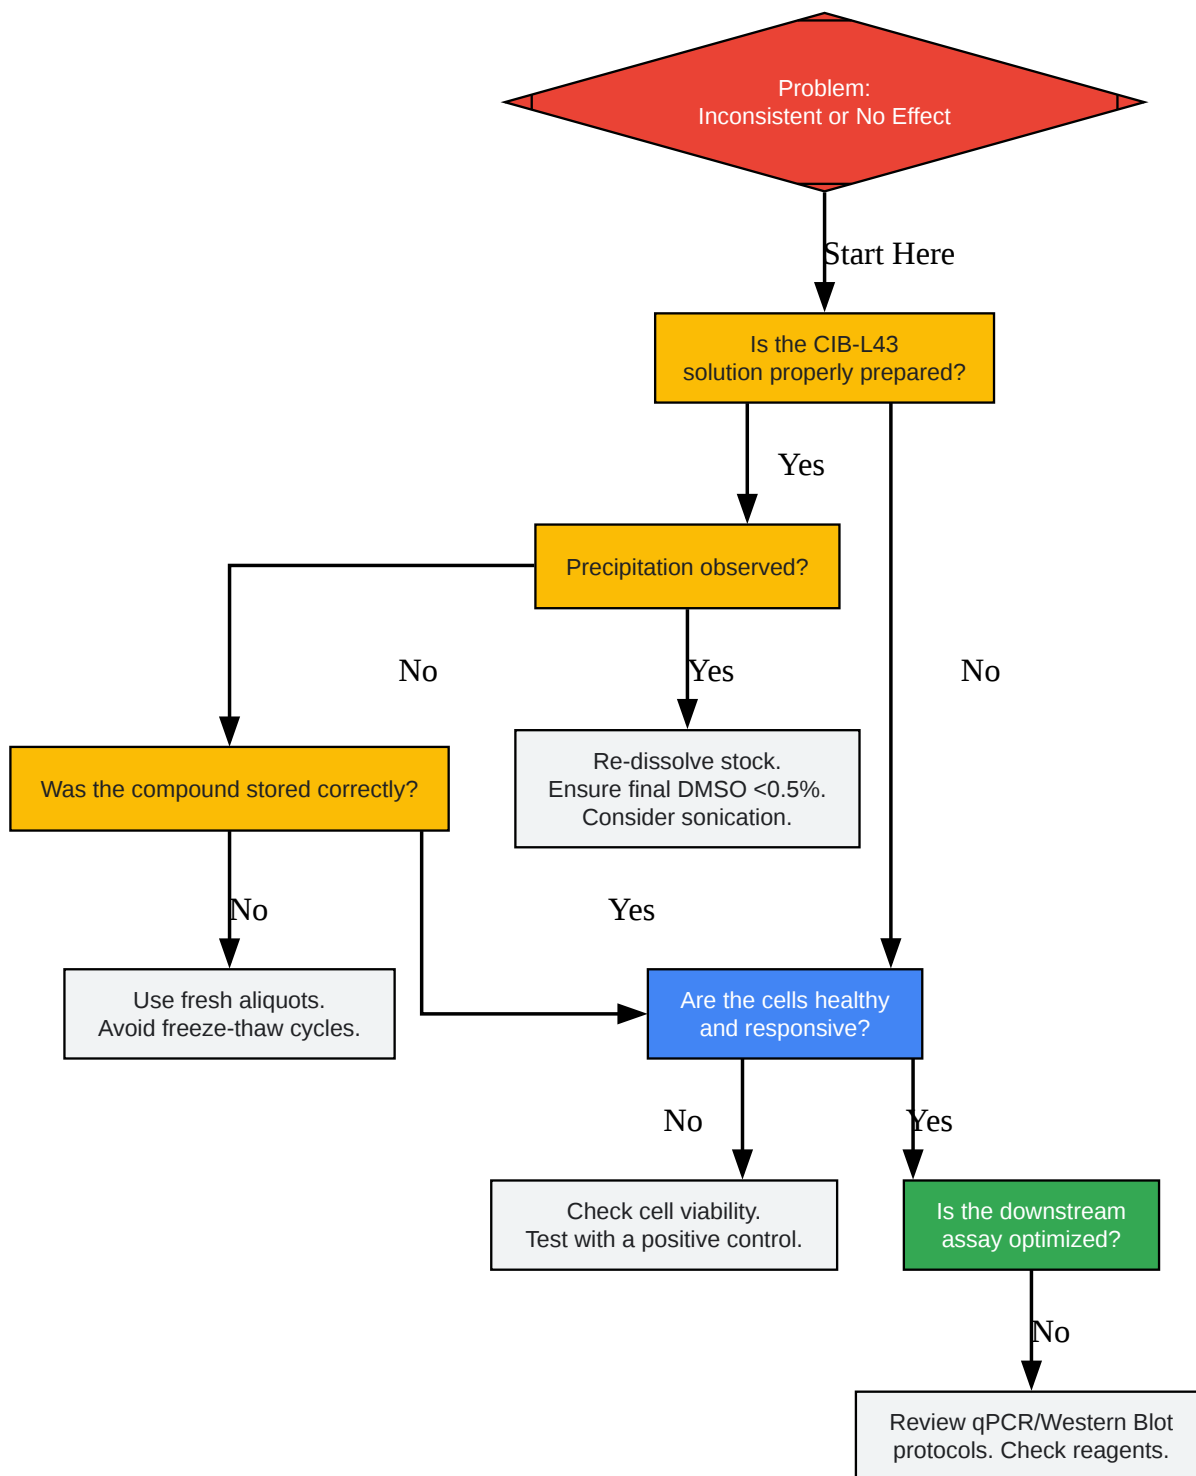 Problem:
Inconsistent or No Effect
Start Here
Is the CIB-L43
solution properly prepared?
Yes
Precipitation observed?
No
Yes
No
Was the compound stored correctly?
Re-dissolve stock.
Ensure final DMSO <0.5%.
Consider sonication.
No
Yes
Use fresh aliquots.
Avoid freeze-thaw cycles.
Are the cells healthy
and responsive?
No
Yes
Check cell viability.
Test with a positive control.
Is the downstream
assay optimized?
No
Review qPCR/Western Blot
protocols. Check reagents.